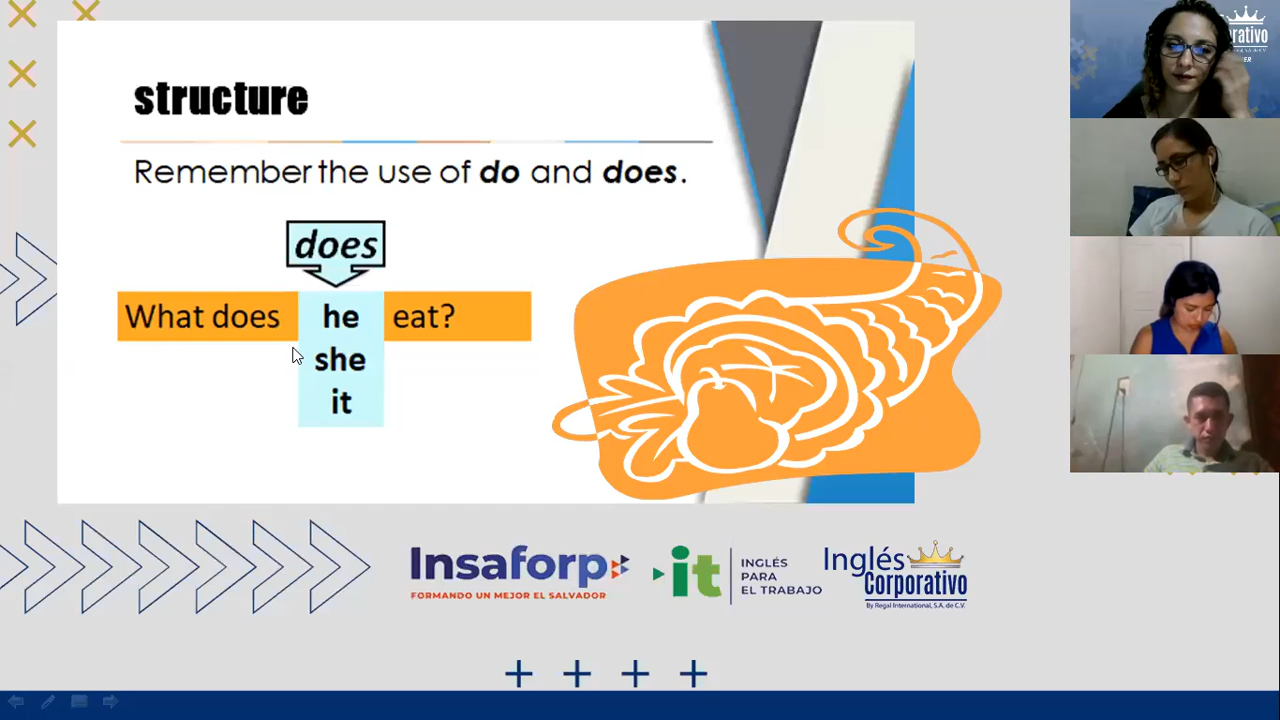 structure
Remember the use of do and does.
does
What does he eat?
she
it
Insaforp
FORMANDO UN MEJOR EL SALVADOR
it
INGLÉS
PARA
EL TRABAJO
Inglés
Corporativo
By Regal International, S.A. de C.V.